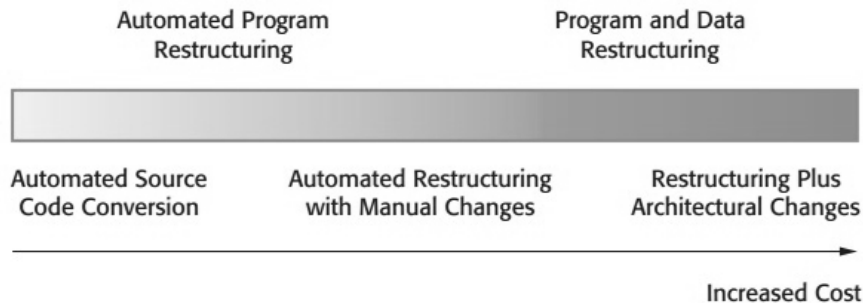 Automated Program
Restructuring
Program and Data
Restructuring
Automated Source
Code Conversion
Automated Restructuring
with Manual Changes
Restructuring Plus
Architectural Changes
Increased Cost